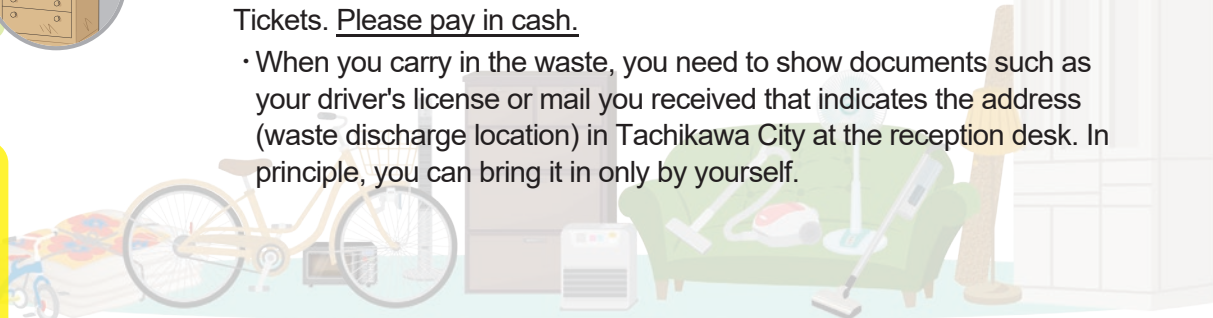 Tickets. Please pay in cash.
・When you carry in the waste, you need to show documents such as
your driver's license or mail you received that indicates the address
(waste discharge location) in Tachikawa City at the reception desk. In
principle, you can bring it in only by yourself.